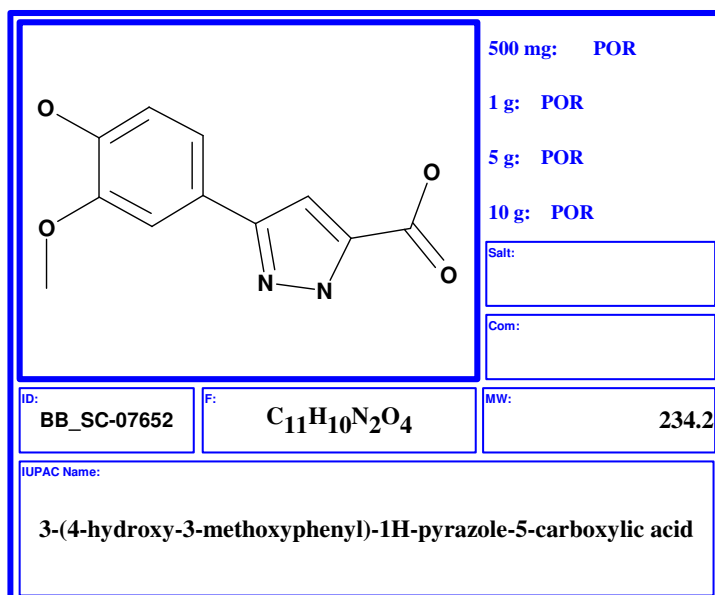 500 mg: POR
1 g: POR
5 g: POR
10 g: POR
O
O
O
O
N
N
Salt:
Com:
ID:
BB_SC-07652
F:
C11H10N2O4
MW:
234.2
IUPAC Name:
3-(4-hydroxy-3-methoxyphenyl)-1H-pyrazole-5-carboxylic acid